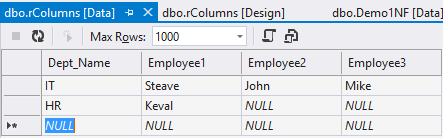 dbo.rColumns [Data] dbo.rColumns [Design] dbo.Demo1NF [Data]
Max Rows: 1000
Dept_Name Employee1 Employee2 Employee3
IT Steave John Mike
HR Keval NULL NULL
NULL NULL NULL NULL